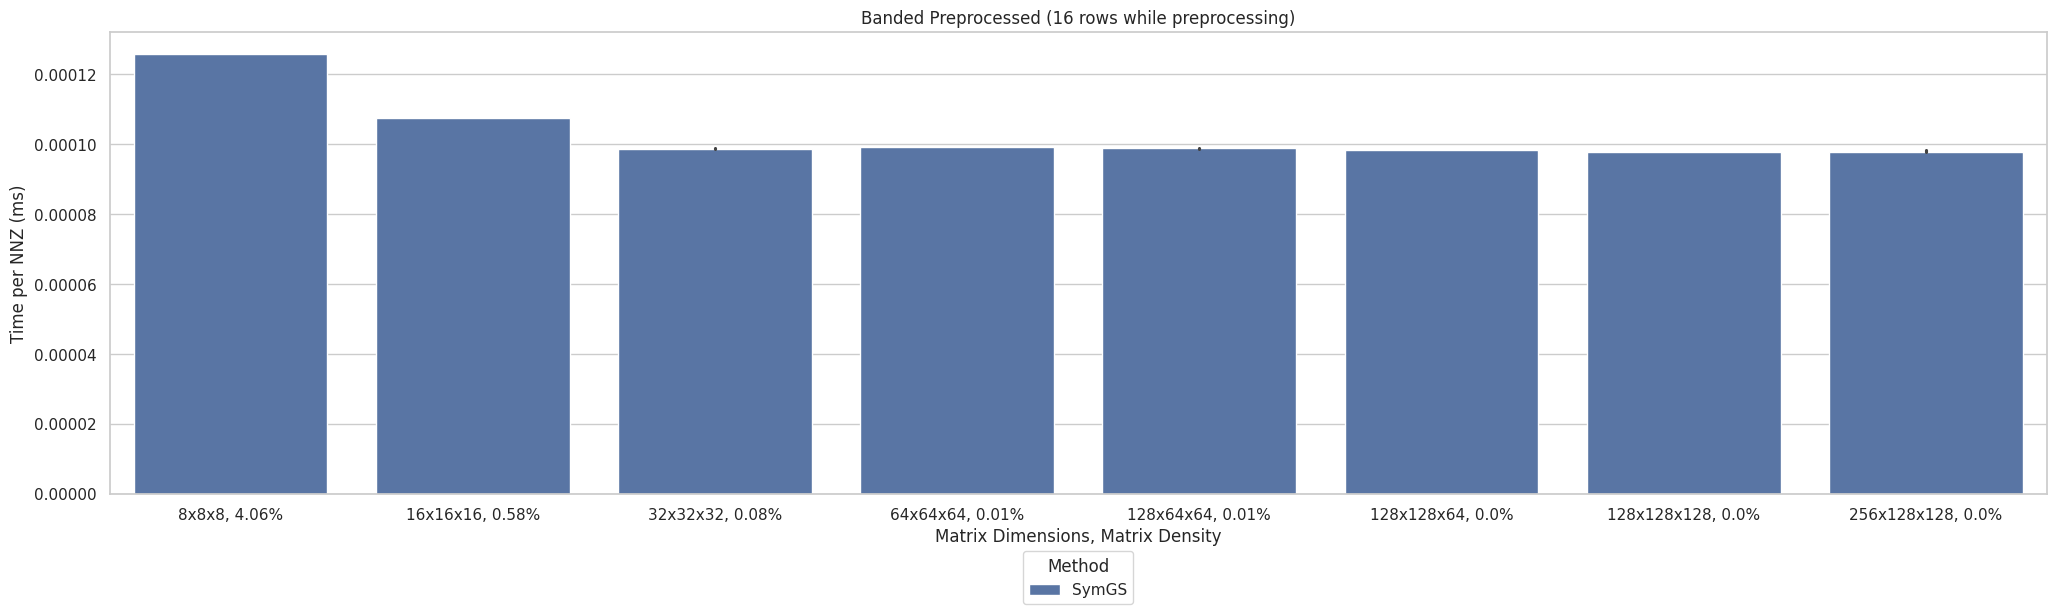 Banded Preprocessed (16 rows while preprocessing)
Time per NNZ (ms)
0.00012
0.00010
0.00008
0.00006
0.00004
0.00002
0.00000
8x8x8, 4.06%
16x16x16, 0.58%
32x32x32, 0.08%
64x64x64, 0.01%
128x64x64, 0.01%
128x128x64, 0.0%
128x128x128, 0.0%
256x128x128, 0.0%
Matrix Dimensions, Matrix Density
Method
SymGS